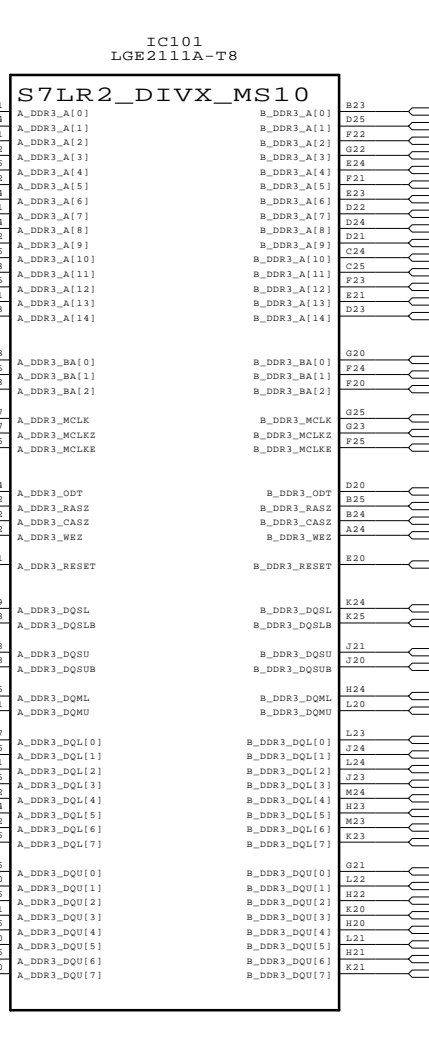 IC101
LGE2111A-T8
S7LR2_DIVX_MS10
A_DDR3_A[0] B_DDR3_A[0] B23
A_DDR3_A[1] B_DDR3_A[1] D25
A_DDR3_A[2] B_DDR3_A[2] F22
A_DDR3_A[3] B_DDR3_A[3] G22
A_DDR3_A[4] B_DDR3_A[4] E24
A_DDR3_A[5] B_DDR3_A[5] F21
A_DDR3_A[6] B_DDR3_A[6] E23
A_DDR3_A[7] B_DDR3_A[7] D22
A_DDR3_A[8] B_DDR3_A[8] D24
A_DDR3_A[9] B_DDR3_A[9] D21
A_DDR3_A[10] B_DDR3_A[10] C24
A_DDR3_A[11] B_DDR3_A[11] C25
A_DDR3_A[12] B_DDR3_A[12] F23
A_DDR3_A[13] B_DDR3_A[13] E21
A_DDR3_A[14] B_DDR3_A[14] D23
A_DDR3_BA[0] B_DDR3_BA[0] G20
A_DDR3_BA[1] B_DDR3_BA[1] F24
A_DDR3_BA[2] B_DDR3_BA[2] F20
A_DDR3_MCLK B_DDR3_MCLK G25
A_DDR3_MCLKZ B_DDR3_MCLKZ G23
A_DDR3_MCLKE B_DDR3_MCLKE F25
A_DDR3_ODT B_DDR3_ODT D20
A_DDR3_RASZ B_DDR3_RASZ B25
A_DDR3_CASZ B_DDR3_CASZ B24
A_DDR3_WEZ B_DDR3_WEZ A24
A_DDR3_RESET B_DDR3_RESET E20
A_DDR3_DQSL B_DDR3_DQSL K24
A_DDR3_DQSLB B_DDR3_DQSLB K25
A_DDR3_DQSU B_DDR3_DQSU J21
A_DDR3_DQSUB B_DDR3_DQSUB J20
A_DDR3_DQML B_DDR3_DQML H24
A_DDR3_DQMU B_DDR3_DQMU L20
A_DDR3_DQL[0] B_DDR3_DQL[0] L23
A_DDR3_DQL[1] B_DDR3_DQL[1] J24
A_DDR3_DQL[2] B_DDR3_DQL[2] L24
A_DDR3_DQL[3] B_DDR3_DQL[3] J23
A_DDR3_DQL[4] B_DDR3_DQL[4] M24
A_DDR3_DQL[5] B_DDR3_DQL[5] H23
A_DDR3_DQL[6] B_DDR3_DQL[6] M23
A_DDR3_DQL[7] B_DDR3_DQL[7] K23
A_DDR3_DQU[0] B_DDR3_DQU[0] G21
A_DDR3_DQU[1] B_DDR3_DQU[1] L22
A_DDR3_DQU[2] B_DDR3_DQU[2] H22
A_DDR3_DQU[3] B_DDR3_DQU[3] K20
A_DDR3_DQU[4] B_DDR3_DQU[4] H20
A_DDR3_DQU[5] B_DDR3_DQU[5] L21
A_DDR3_DQU[6] B_DDR3_DQU[6] H21
A_DDR3_DQU[7] B_DDR3_DQU[7] K21